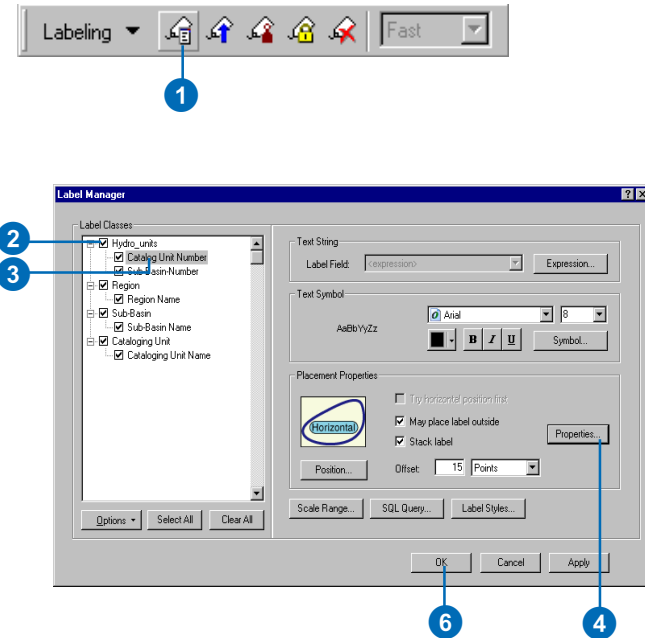 Labeling
Fast
1
Label Manager
Label Classes
2
Hydro_units
Catalog Unit Number
3
Sub-Basin-Number
Region
Region Name
Sub-Basin
Sub-Basin Name
Cataloging Unit
Cataloging Unit Name
Options
Select All
Clear All
Text String
Label Field:
<expression>
Expression...
Text Symbol
AaBbYyZz
Arial
8
B I U
Symbol...
Placement Properties
Horizontal
Try horizontal position first
May place label outside
Stack label
Properties...
Position...
Offset:
15
Points
Scale Range...
SQL Query...
Label Styles...
OK
Cancel
Apply
6
4